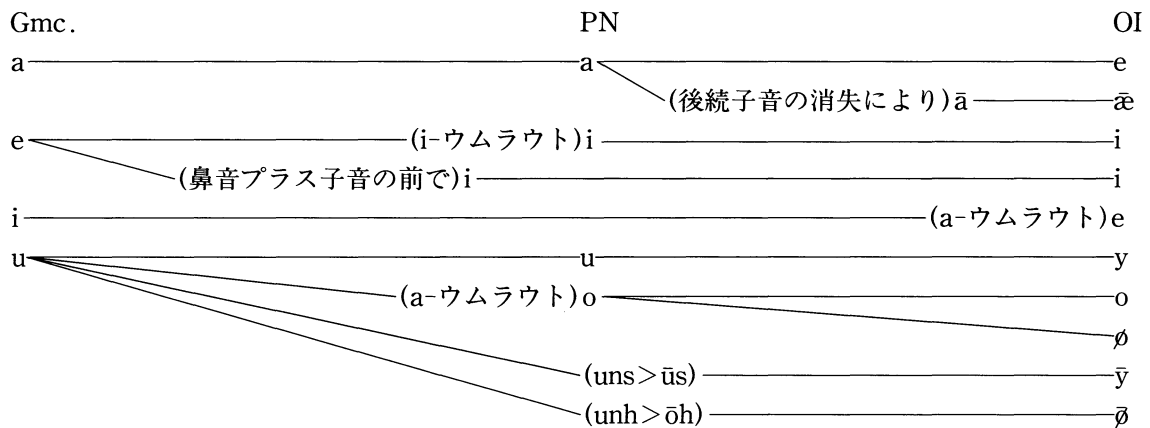 Gmc. PN OI
a a e
(後続子音の消失により)ā ǣ
e (i-ウムラウト)i i
(鼻音プラス子音の前で)i i
i (a-ウムラウト)e
u u y
(a-ウムラウト)o o
ø
(uns>ūs) ȳ
(unh>ōh) ø̄